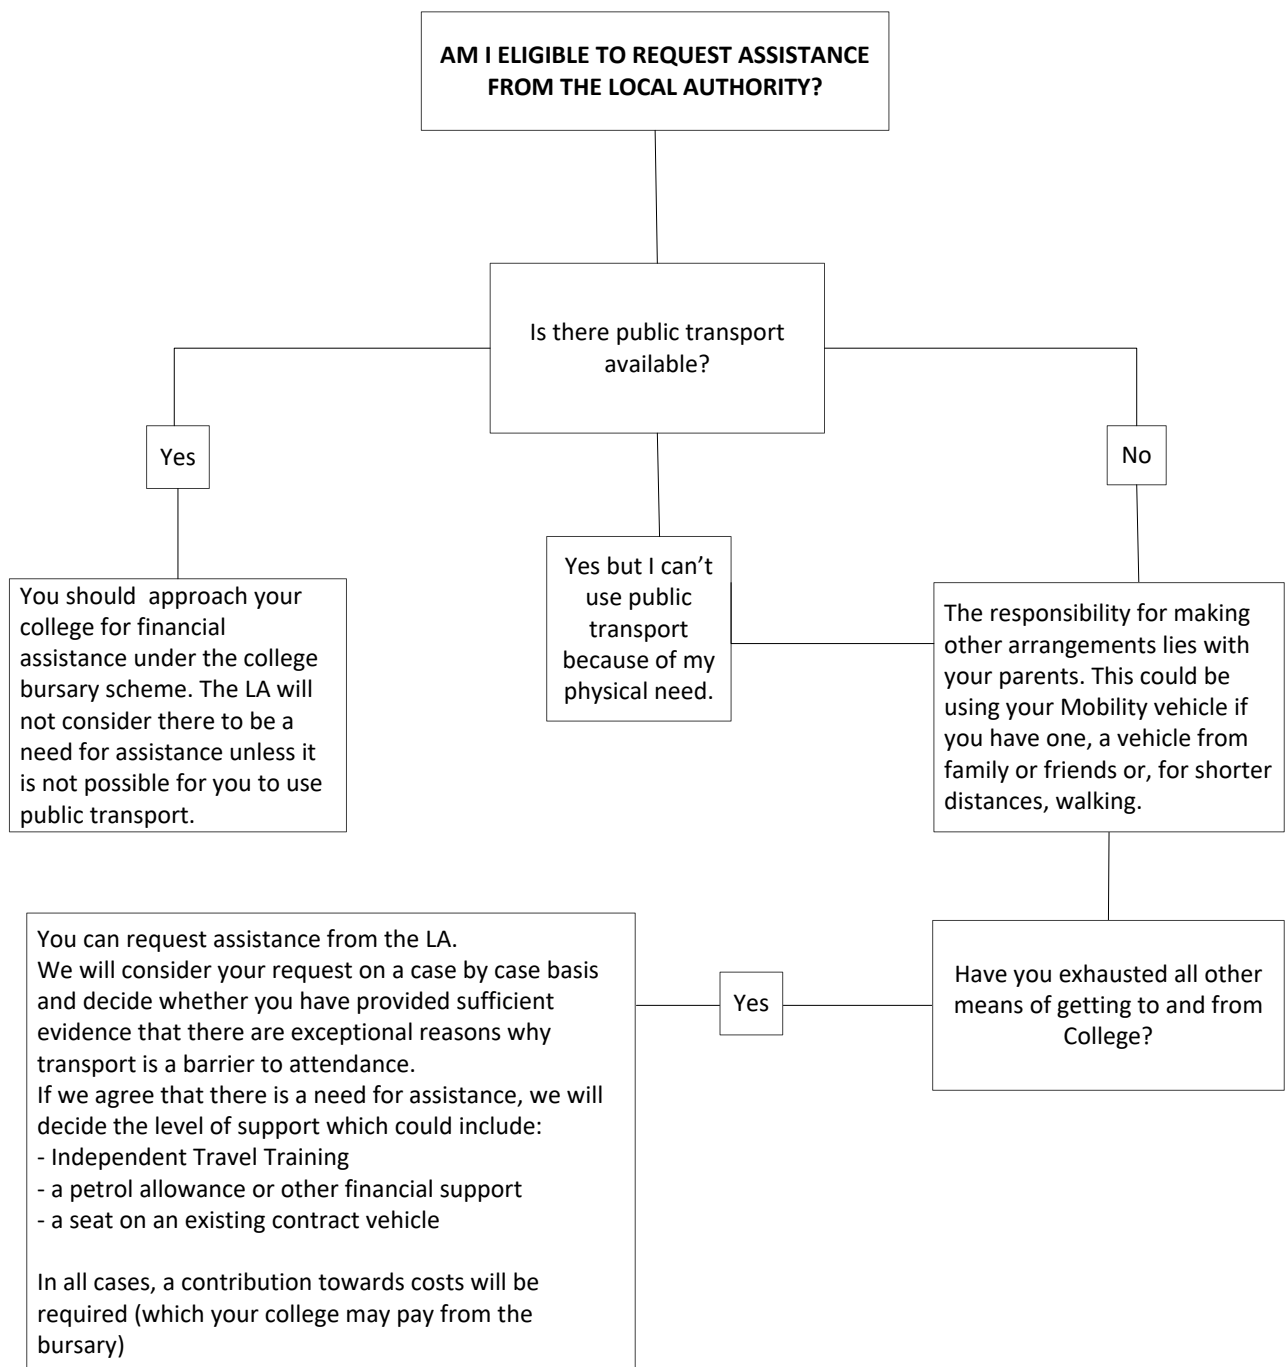 AM I ELIGIBLE TO REQUEST ASSISTANCE
FROM THE LOCAL AUTHORITY?
Is there public transport
available?
Yes
No
You should  approach your
college for financial
assistance under the college
bursary scheme. The LA will
not consider there to be a
need for assistance unless it
is not possible for you to use
public transport.
Yes but I can’t
use public
transport
because of my
physical need.
The responsibility for making
other arrangements lies with
your parents. This could be
using your Mobility vehicle if
you have one, a vehicle from
family or friends or, for shorter
distances, walking.
Have you exhausted all other
means of getting to and from
College?
Yes
You can request assistance from the LA.
We will consider your request on a case by case basis
and decide whether you have provided sufficient
evidence that there are exceptional reasons why
transport is a barrier to attendance.
If we agree that there is a need for assistance, we will
decide the level of support which could include:
- Independent Travel Training
- a petrol allowance or other financial support
- a seat on an existing contract vehicle
In all cases, a contribution towards costs will be
required (which your college may pay from the
bursary)